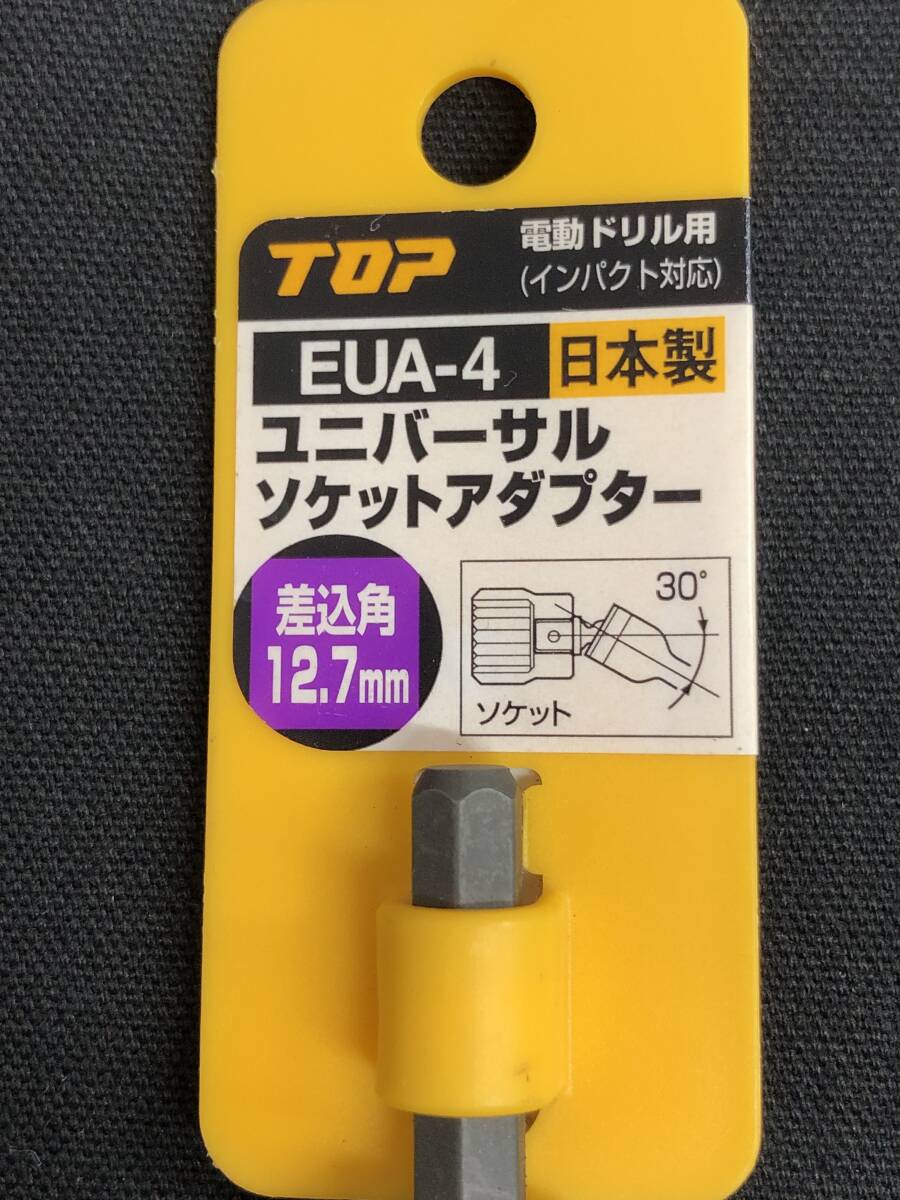 TOP
電動ドリル用
(インパクト対応)
EUA-4
日本製
ユニバーサル
ソケットアダプター
差込角
12.7mm
30°
ソケット